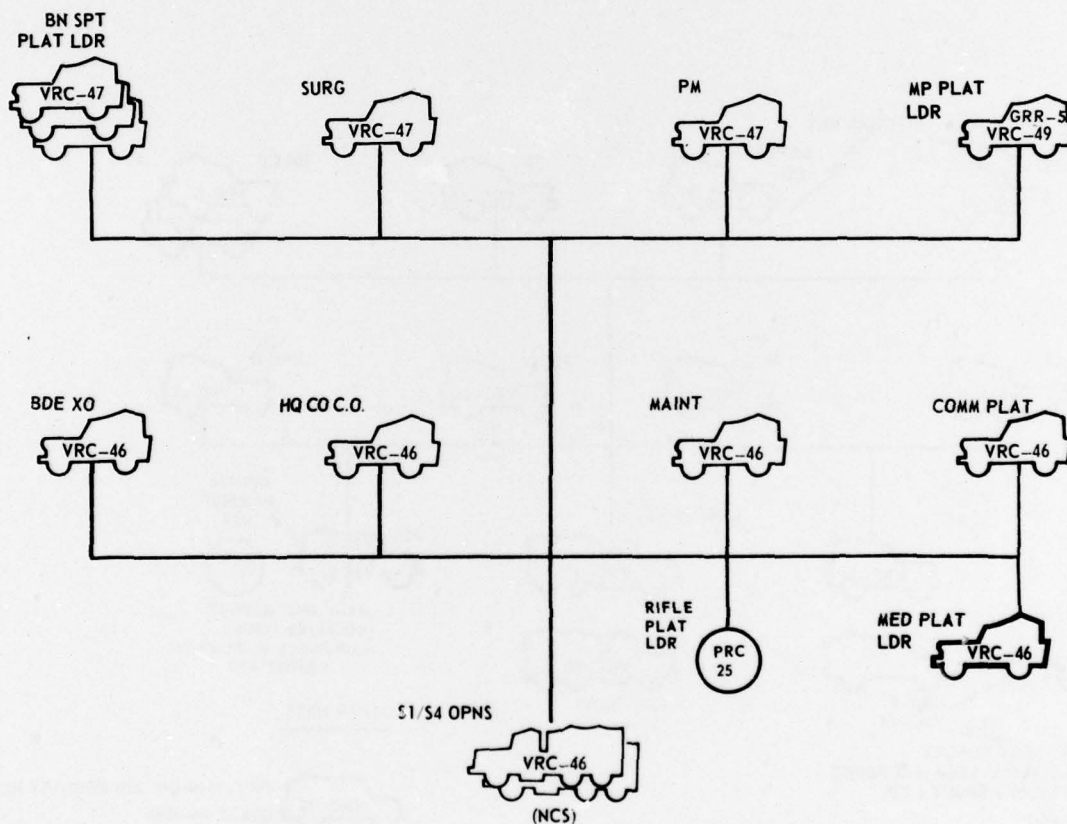 BN SPT
PLAT LDR
VRC-47
SURG
VRC-47
PM
VRC-47
MP PLAT
LDR
GRR-5
VRC-49
BDE XO
VRC-46
HQ CO C.O.
VRC-46
MAINT
VRC-46
COMM PLAT
VRC-46
RIFLE
PLAT
LDR
PRC
25
MED PLAT
LDR
VRC-46
S1/S4 OPNS
VRC-46
(NCS)